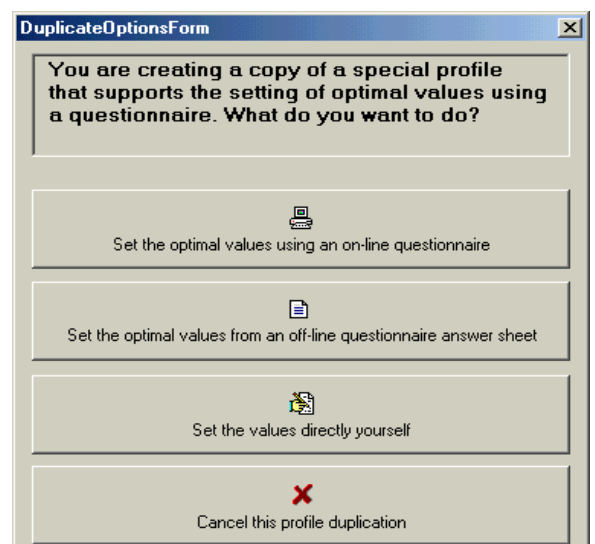 DuplicateOptionsForm
You are creating a copy of a special profile
that supports the setting of optimal values using
a questionnaire. What do you want to do?
Set the optimal values using an on-line questionnaire
Set the optimal values from an off-line questionnaire answer sheet
Set the values directly yourself
Cancel this profile duplication